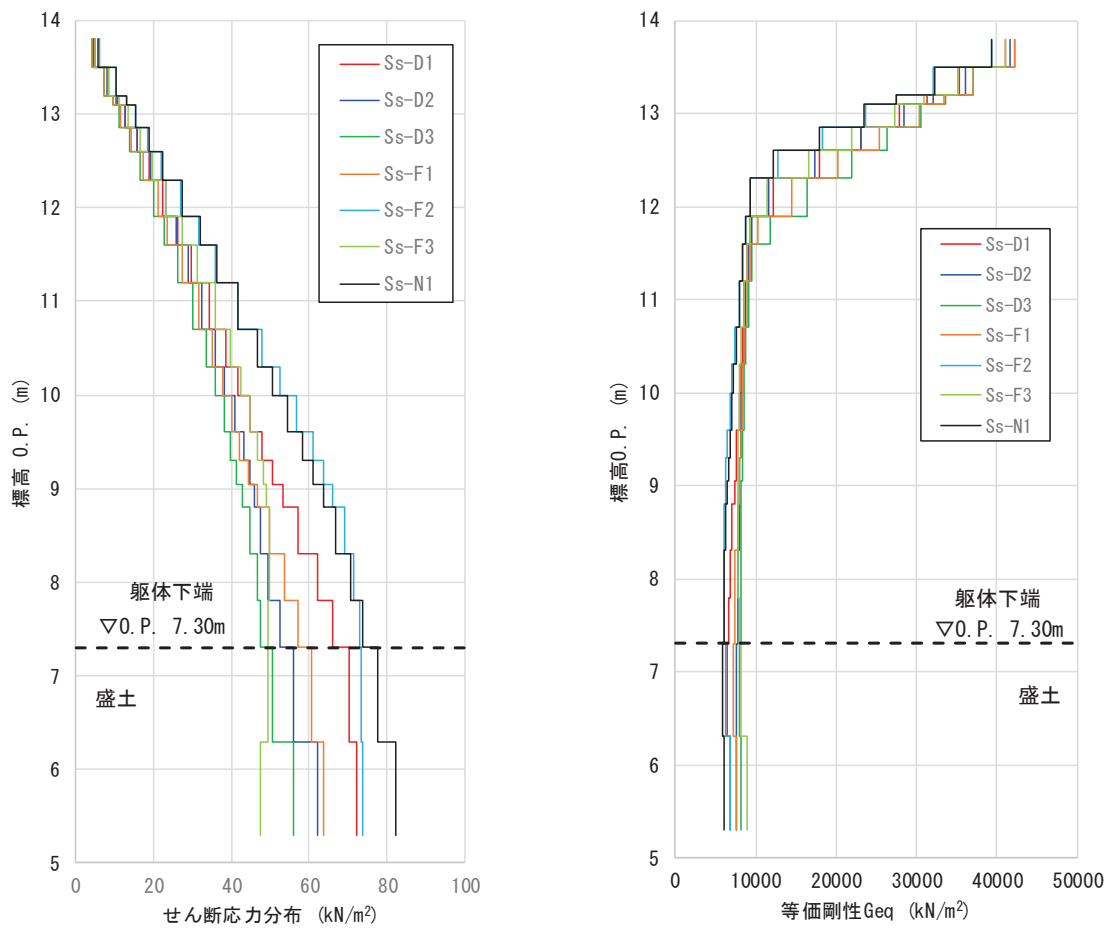 14
13
12
11
10
9
8
7
6
5
標高 O.P. (m)
Ss-D1
Ss-D2
Ss-D3
Ss-F1
Ss-F2
Ss-F3
Ss-N1
躯体下端
▽O.P. 7.30m
盛土
0 20 40 60 80 100
せん断応力分布 (kN/m²)
14
13
12
11
10
9
8
7
6
5
標高O.P. (m)
Ss-D1
Ss-D2
Ss-D3
Ss-F1
Ss-F2
Ss-F3
Ss-N1
躯体下端
▽O.P. 7.30m
盛土
0 10000 20000 30000 40000 50000
等価剛性Geq (kN/m²)